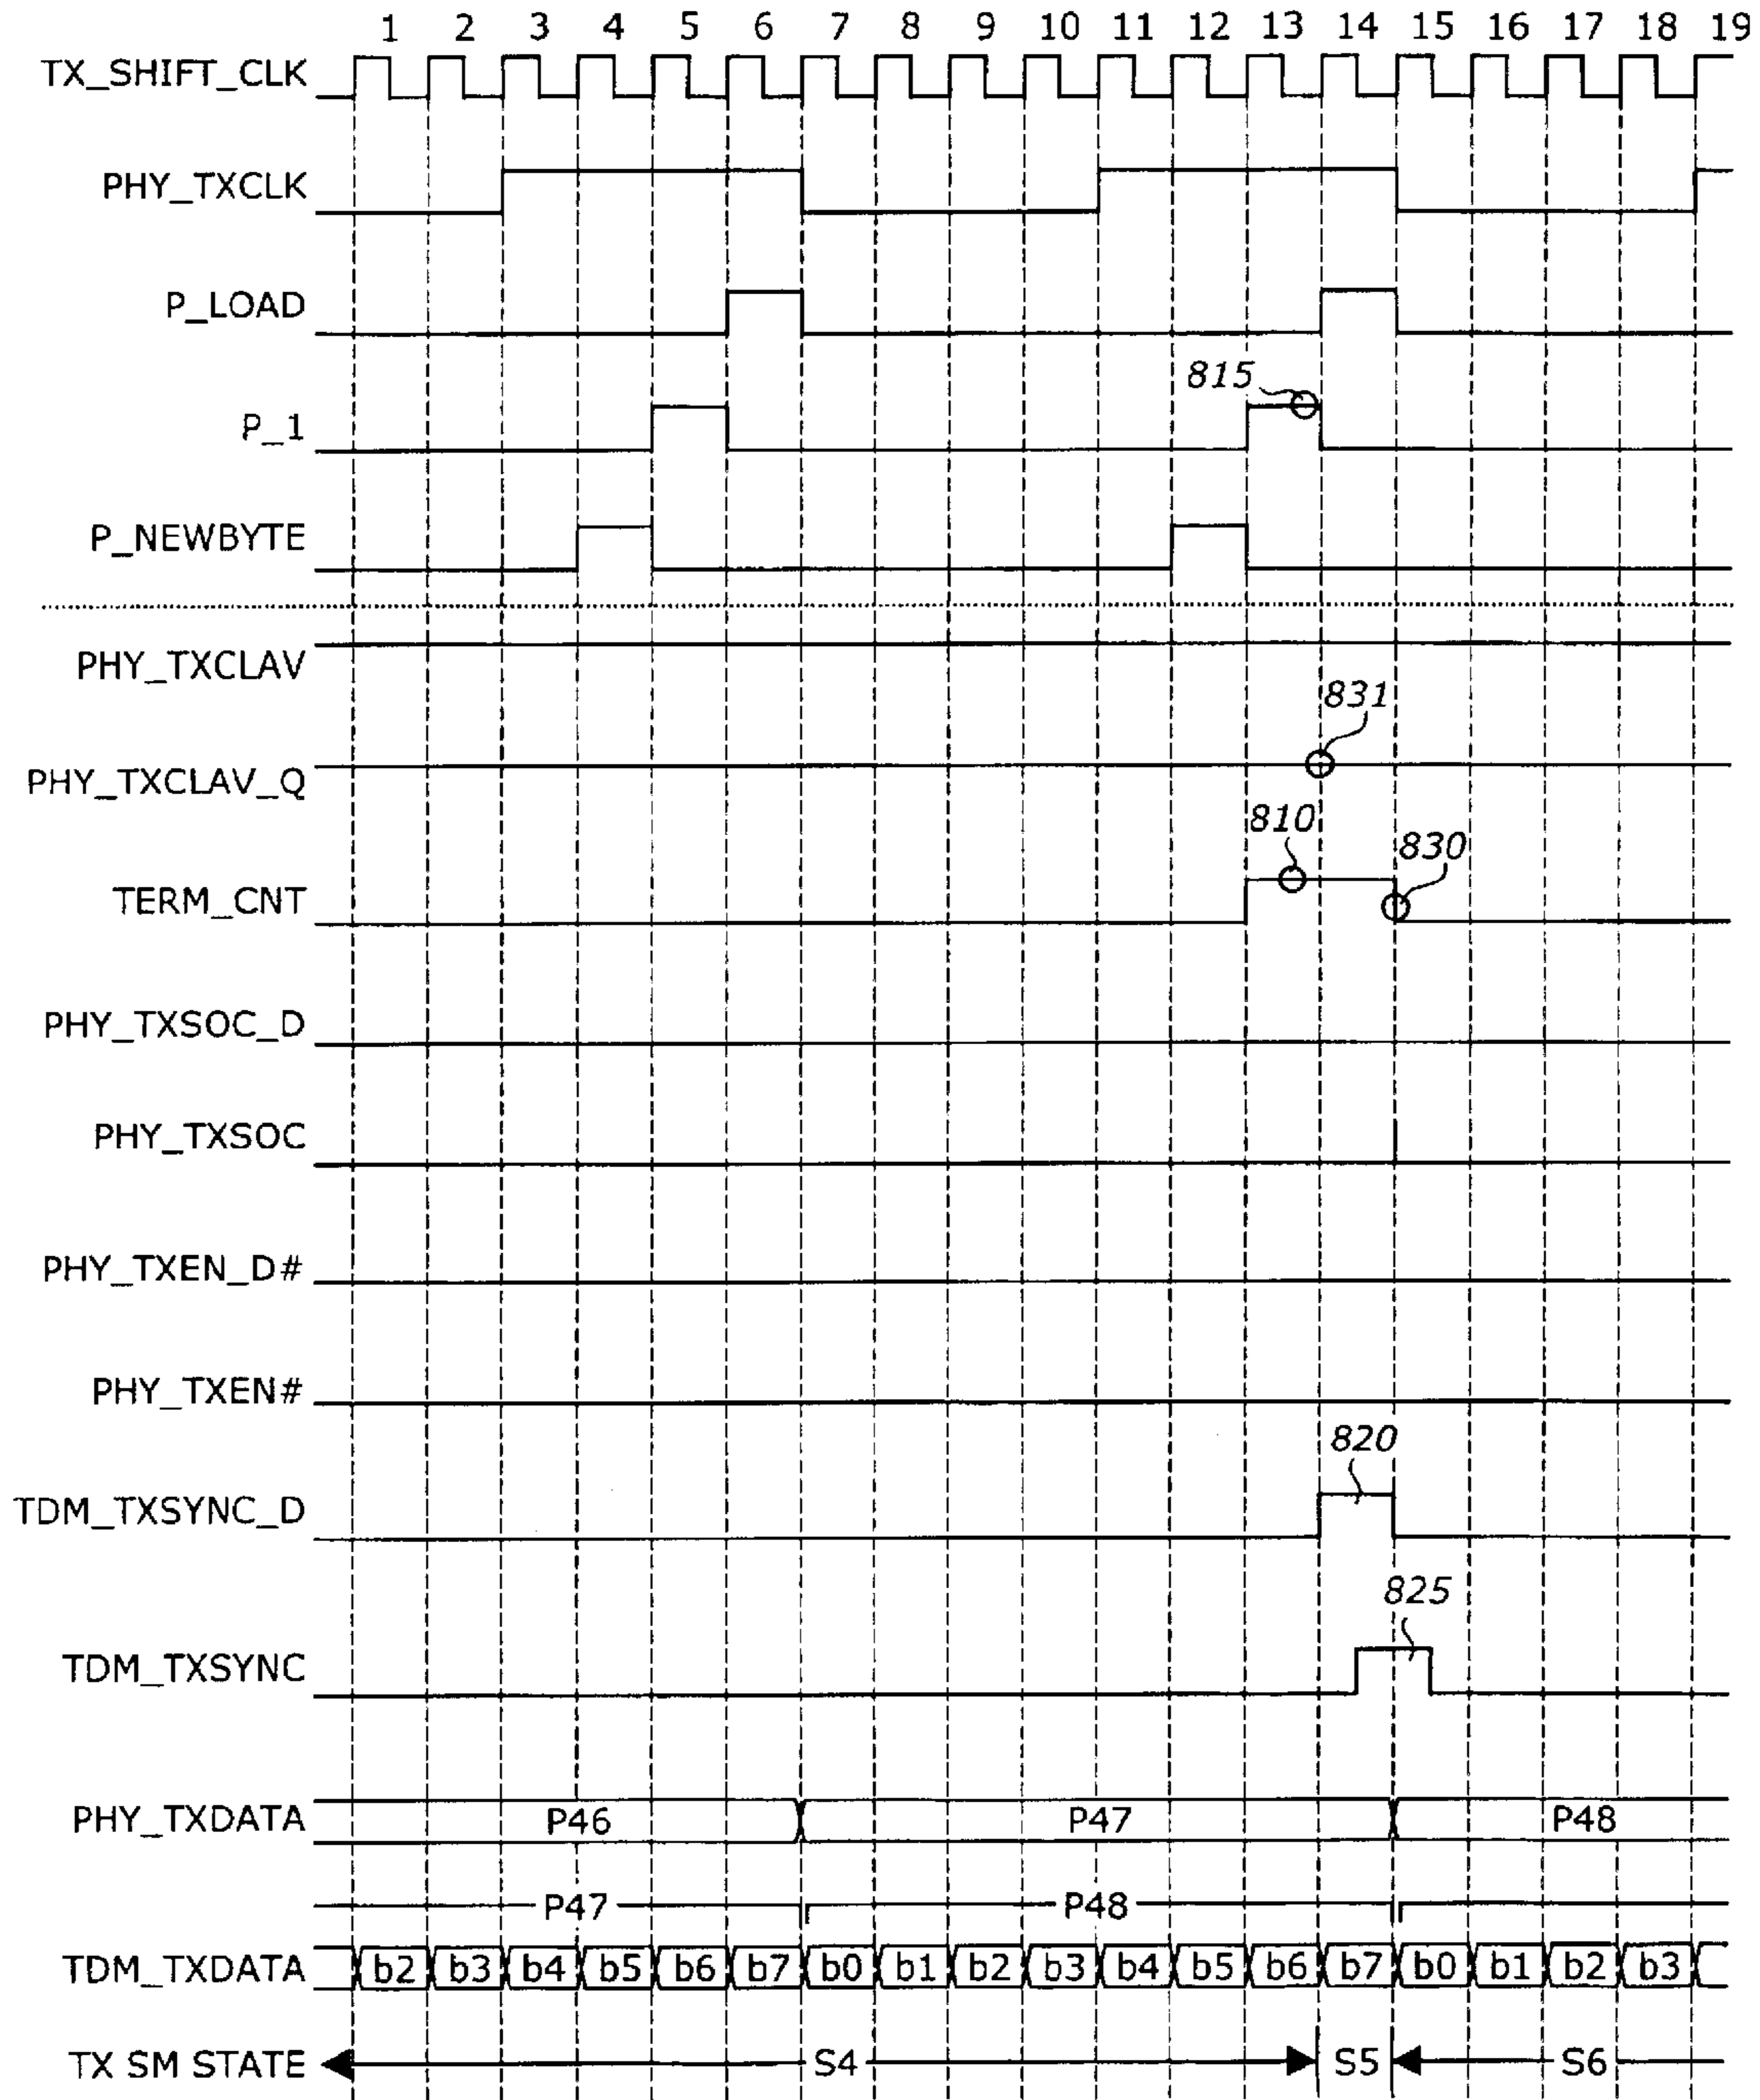 1 2 3 4 5 6 7 8 9 10 11 12 13 14 15 16 17 18 19
TX_SHIFT_CLK
PHY_TXCLK
P_LOAD
815
P_1
P_NEWBYTE
PHY_TXCLAV
831
PHY_TXCLAV_Q
810
830
TERM_CNT
PHY_TXSOC_D
PHY_TXSOC
PHY_TXEN_D#
PHY_TXEN#
820
TDM_TXSYNC_D
825
TDM_TXSYNC
PHY_TXDATA P46 P47 P48
P47 P48
TDM_TXDATA b2 b3 b4 b5 b6 b7 b0 b1 b2 b3 b4 b5 b6 b7 b0 b1 b2 b3
TX SM STATE S4 S5 S6